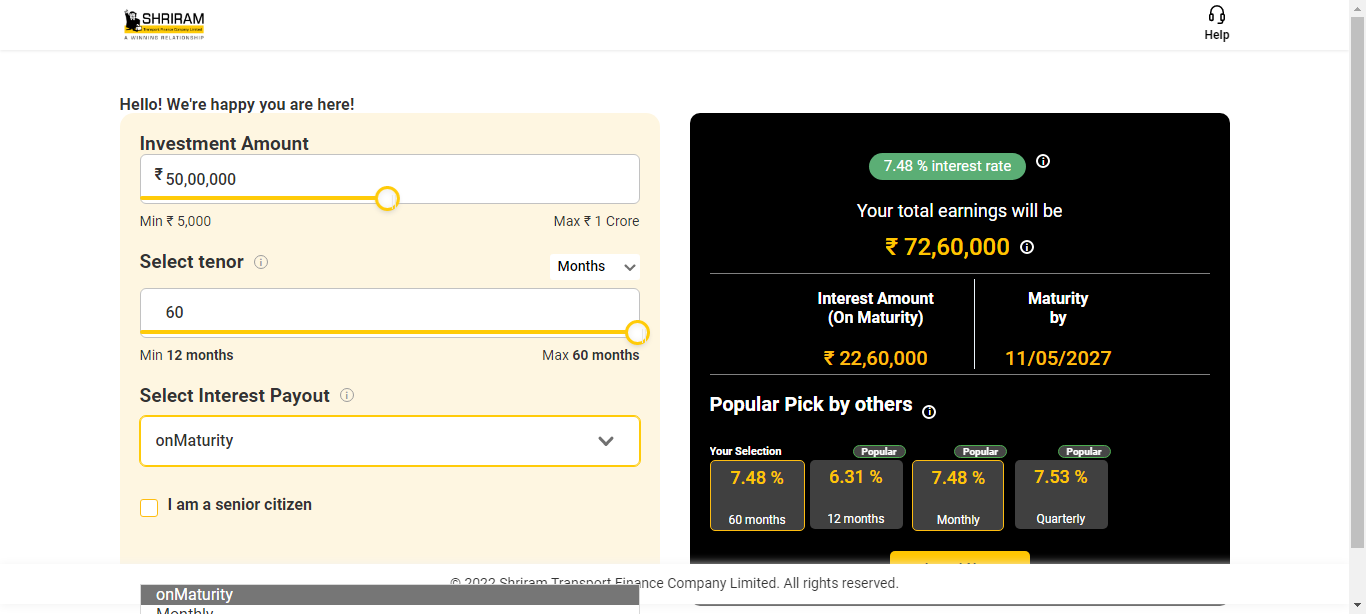 SHRIRAM
Transport Finance Company Limited
A WINNING RELATIONSHIP
Help
Hello! We're happy you are here!
Investment Amount
₹ 50,00,000
Min ₹ 5,000
Max ₹ 1 Crore
Select tenor
Months
60
Min 12 months
Max 60 months
Select Interest Payout
onMaturity
I am a senior citizen
7.48 % interest rate
Your total earnings will be
₹ 72,60,000
Interest Amount
(On Maturity)
₹ 22,60,000
Maturity
by
11/05/2027
Popular Pick by others
Your Selection
7.48 %
60 months
Popular
6.31 %
12 months
Popular
7.48 %
Monthly
Popular
7.53 %
Quarterly
© 2022 Shriram Transport Finance Company Limited. All rights reserved.
onMaturity
Monthly